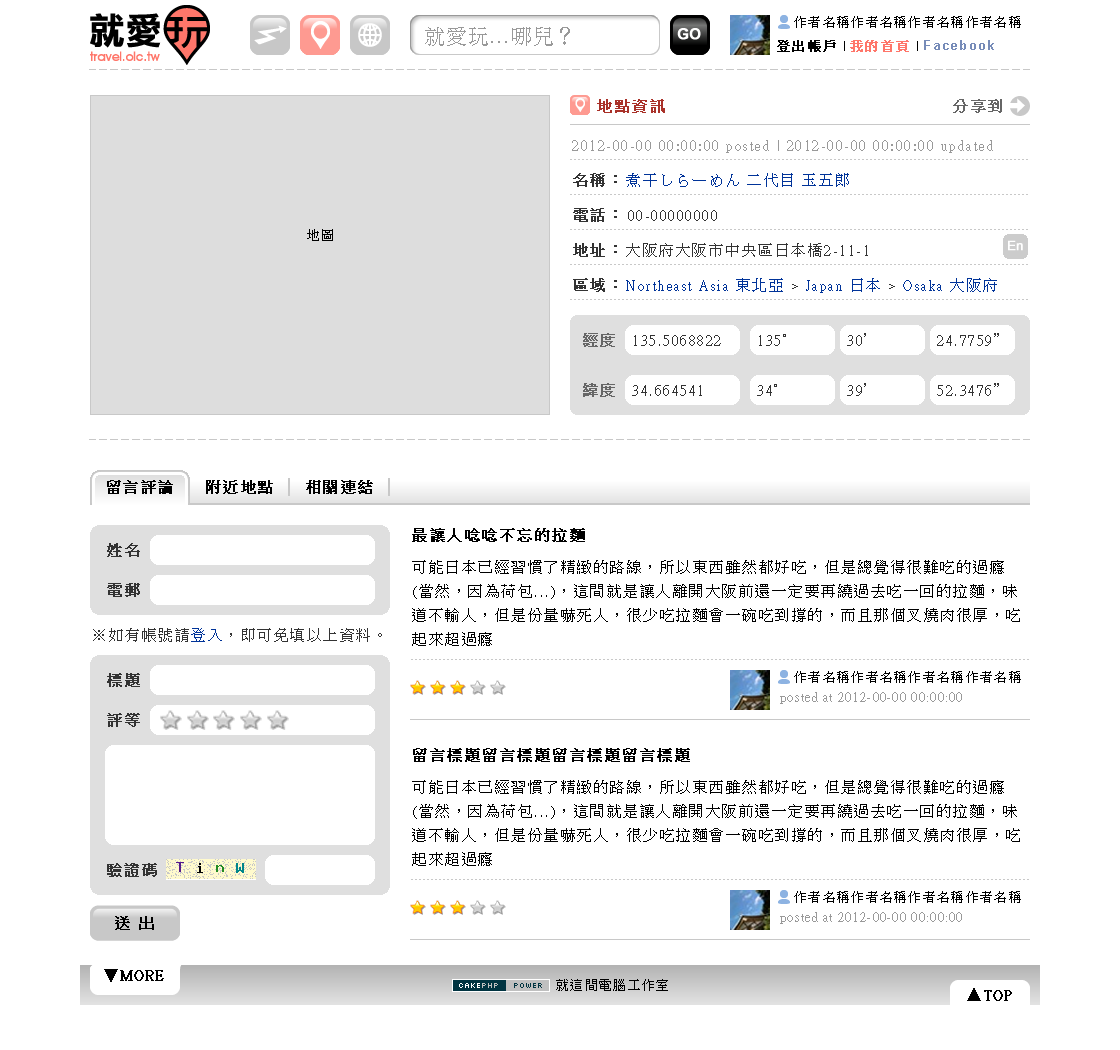 就愛玩
travel.olc.tw
就愛玩...哪兒？
GO
作者名稱作者名稱作者名稱作者名稱
登出帳戶 | 我的首頁 | Facebook
地圖
地點資訊
分享到
2012-00-00 00:00:00 posted | 2012-00-00 00:00:00 updated
名稱：煮干しらーめん 二代目 玉五郎
電話：00-00000000
地址：大阪府大阪市中央區日本橋2-11-1
En
區域：Northeast Asia 東北亞 > Japan 日本 > Osaka 大阪府
經度 135.5068822 135° 30’ 24.7759”
緯度 34.664541 34° 39’ 52.3476”
留言評論 附近地點 相關連結
姓名
電郵
※如有帳號請登入，即可免填以上資料。
標題
評等
驗證碼 T i n W
送 出
最讓人唸唸不忘的拉麵
可能日本已經習慣了精緻的路線，所以東西雖然都好吃，但是總覺得很難吃的過癮
(當然，因為荷包...)，這間就是讓人離開大阪前還一定要再繞過去吃一回的拉麵，味
道不輸人，但是份量嚇死人，很少吃拉麵會一碗吃到撐的，而且那個叉燒肉很厚，吃
起來超過癮
作者名稱作者名稱作者名稱作者名稱
posted at 2012-00-00 00:00:00
留言標題留言標題留言標題留言標題
可能日本已經習慣了精緻的路線，所以東西雖然都好吃，但是總覺得很難吃的過癮
(當然，因為荷包...)，這間就是讓人離開大阪前還一定要再繞過去吃一回的拉麵，味
道不輸人，但是份量嚇死人，很少吃拉麵會一碗吃到撐的，而且那個叉燒肉很厚，吃
起來超過癮
作者名稱作者名稱作者名稱作者名稱
posted at 2012-00-00 00:00:00
▼MORE
CAKEPHP POWER 就這間電腦工作室
▲TOP